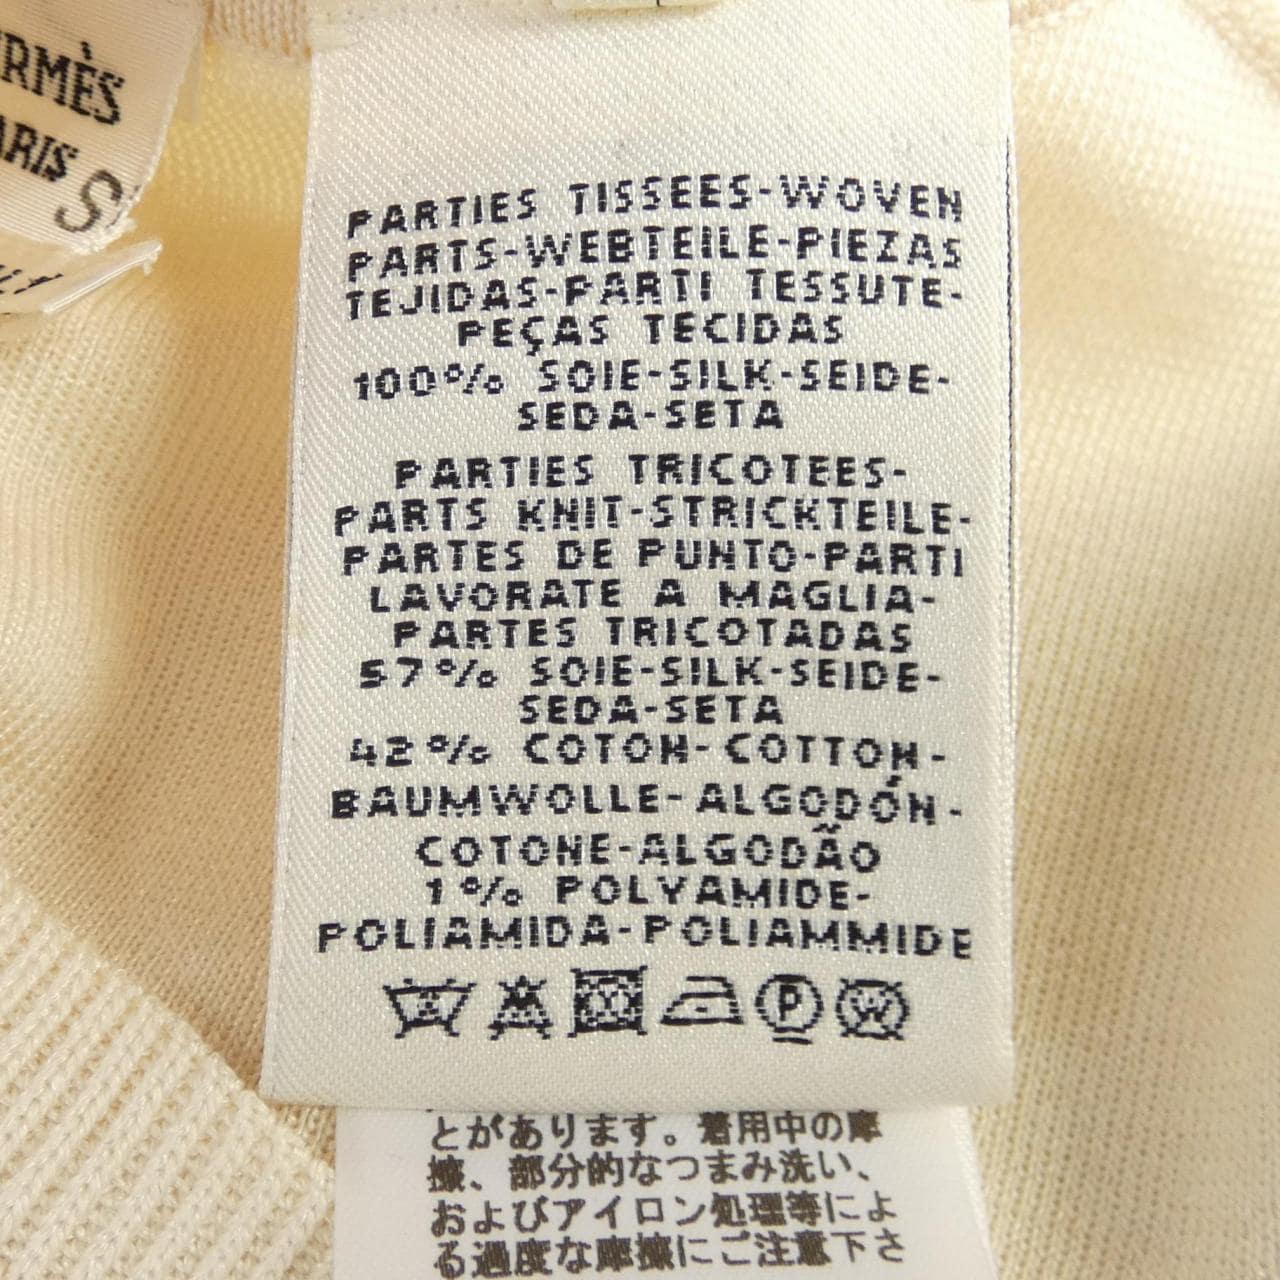 RMÈS
ARIS
S
PARTIES TISSEES-WOVEN
PARTS-WEBTEILE-PIEZAS
TEJIDAS-PARTI TESSUTE-
PEÇAS TECIDAS
100% SOIE-SILK-SEIDE-
SEDA-SETA
PARTIES TRICOTEES-
PARTS KNIT-STRICKTEILE-
PARTES DE PUNTO-PARTI
LAVORATE A MAGLIA-
PARTES TRICOTADAS
57% SOIE-SILK-SEIDE-
SEDA-SETA
42% COTON-COTTON-
BAUMWOLLE-ALGODÓN-
COTONE-ALGODÃO
1% POLYAMIDE-
POLIAMIDA-POLIAMMIDE
P W
とがあります。着用中の摩
擦、部分的なつまみ洗い、
およびアイロン処理等によ
る過度な摩擦にご注意下さ